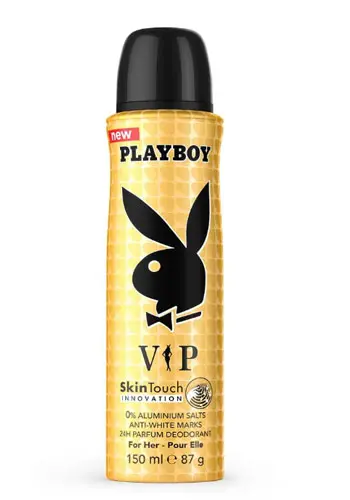 new
PLAYBOY
VIP
SkinTouch
INNOVATION
0% ALUMINIUM SALTS
ANTI-WHITE MARKS
24H PARFUM DEODORANT
For Her - Pour Elle
150 ml ℮ 87 g